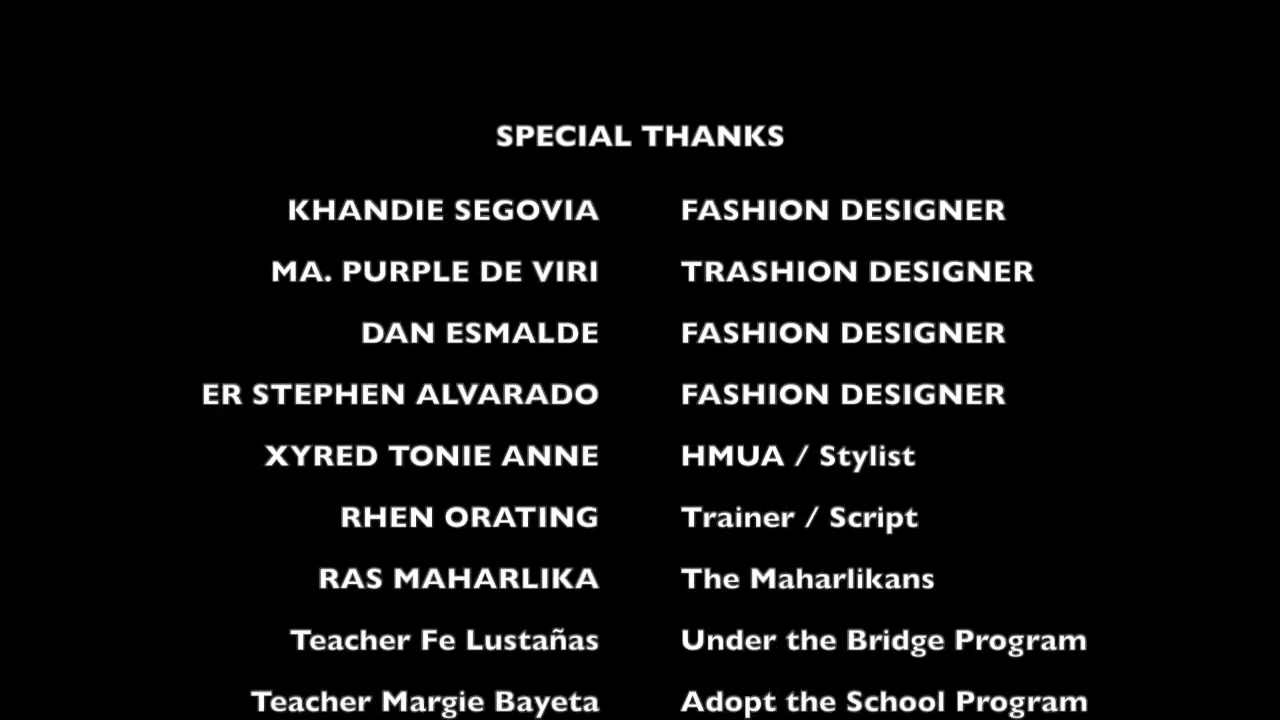 SPECIAL THANKS
KHANDIE SEGOVIA FASHION DESIGNER
MA. PURPLE DE VIRI TRASHION DESIGNER
DAN ESMALDE FASHION DESIGNER
ER STEPHEN ALVARADO FASHION DESIGNER
XYRED TONIE ANNE HMUA / Stylist
RHEN ORATING Trainer / Script
RAS MAHARLIKA The Maharlikans
Teacher Fe Lustañas Under the Bridge Program
Teacher Margie Bayeta Adopt the School Program